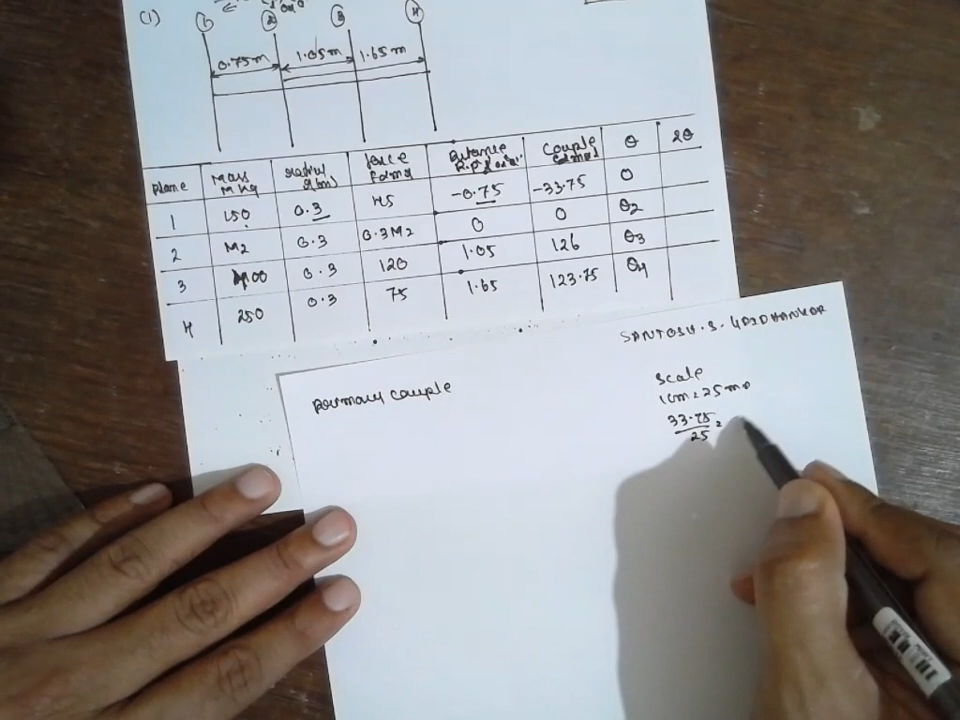 (1) 1 2 3 4
0.75m 1.05m 1.65m
Plane Mass M kg radius r(m) force Distance Couple θ 2θ
1 150 0.3 45 -0.75 -33.75 0
2 M2 0.3 0.3M2 0 0 θ2
3 400 0.3 120 1.05 126 θ3
4 250 0.3 75 1.65 123.75 θ4
SANTOSH.S.
primary couple
Scale
1cm = 25
33.75
25 =